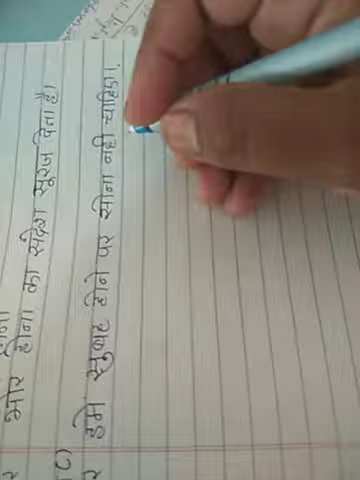 भोर होना का संदेश सूरज देता है।
(C)
हमे सुबह होने पर सोना नही चाहिए।